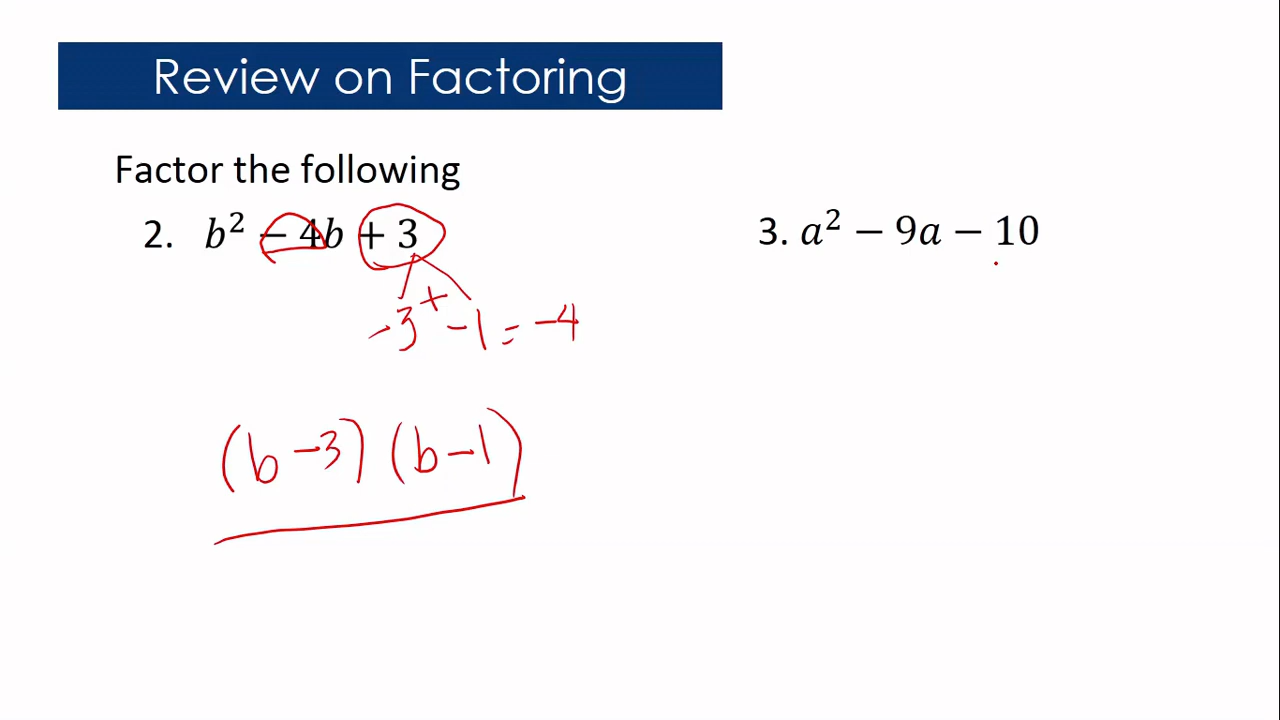 Review on Factoring
Factor the following
2. b² − 4b + 3
-3 + -1 = -4
(b -3) (b -1)
3. a² − 9a − 10